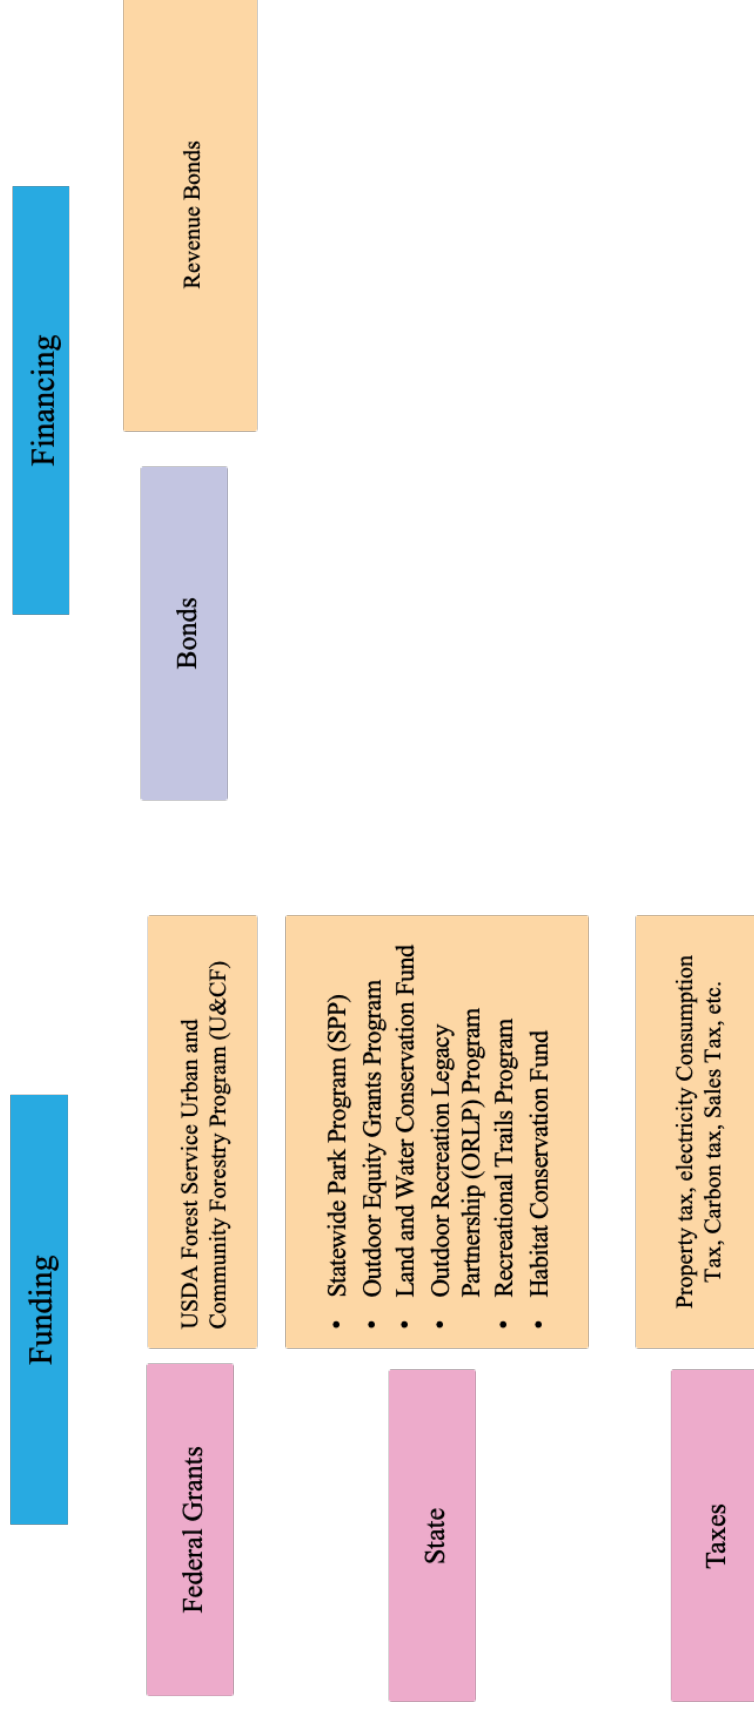 Funding
Financing
Federal Grants
USDA Forest Service Urban and
Community Forestry Program (U&CF)
Bonds
Revenue Bonds
State
• Statewide Park Program (SPP)
• Outdoor Equity Grants Program
• Land and Water Conservation Fund
• Outdoor Recreation Legacy
Partnership (ORLP) Program
• Recreational Trails Program
• Habitat Conservation Fund
Taxes
Property tax, electricity Consumption
Tax, Carbon tax, Sales Tax, etc.